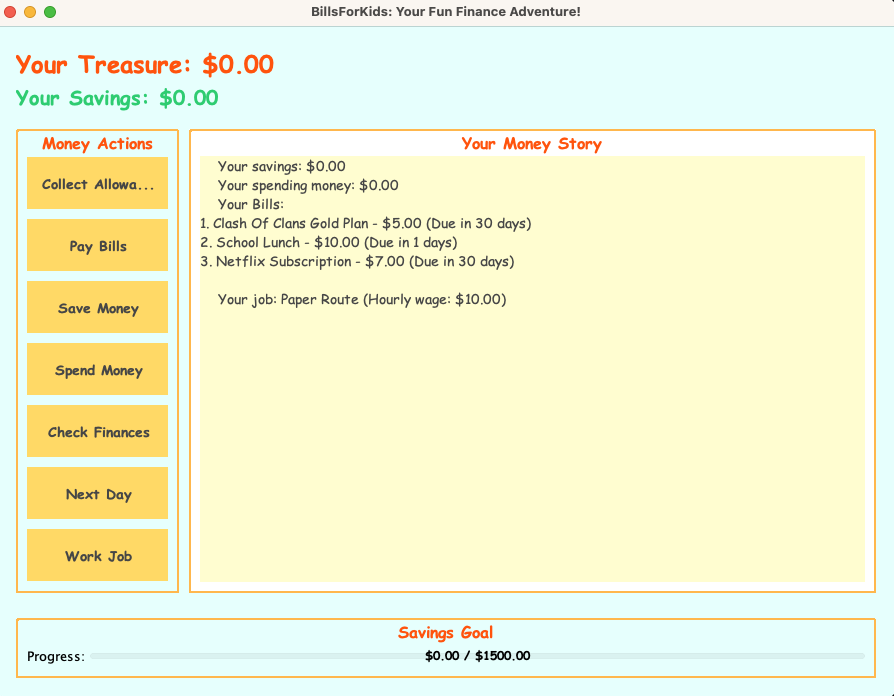 BillsForKids: Your Fun Finance Adventure!
Your Treasure: $0.00
Your Savings: $0.00
Money Actions
Collect Allowa...
Pay Bills
Save Money
Spend Money
Check Finances
Next Day
Work Job
Your Money Story
Your savings: $0.00
Your spending money: $0.00
Your Bills:
1. Clash Of Clans Gold Plan - $5.00 (Due in 30 days)
2. School Lunch - $10.00 (Due in 1 days)
3. Netflix Subscription - $7.00 (Due in 30 days)
Your job: Paper Route (Hourly wage: $10.00)
Savings Goal
Progress: $0.00 / $1500.00